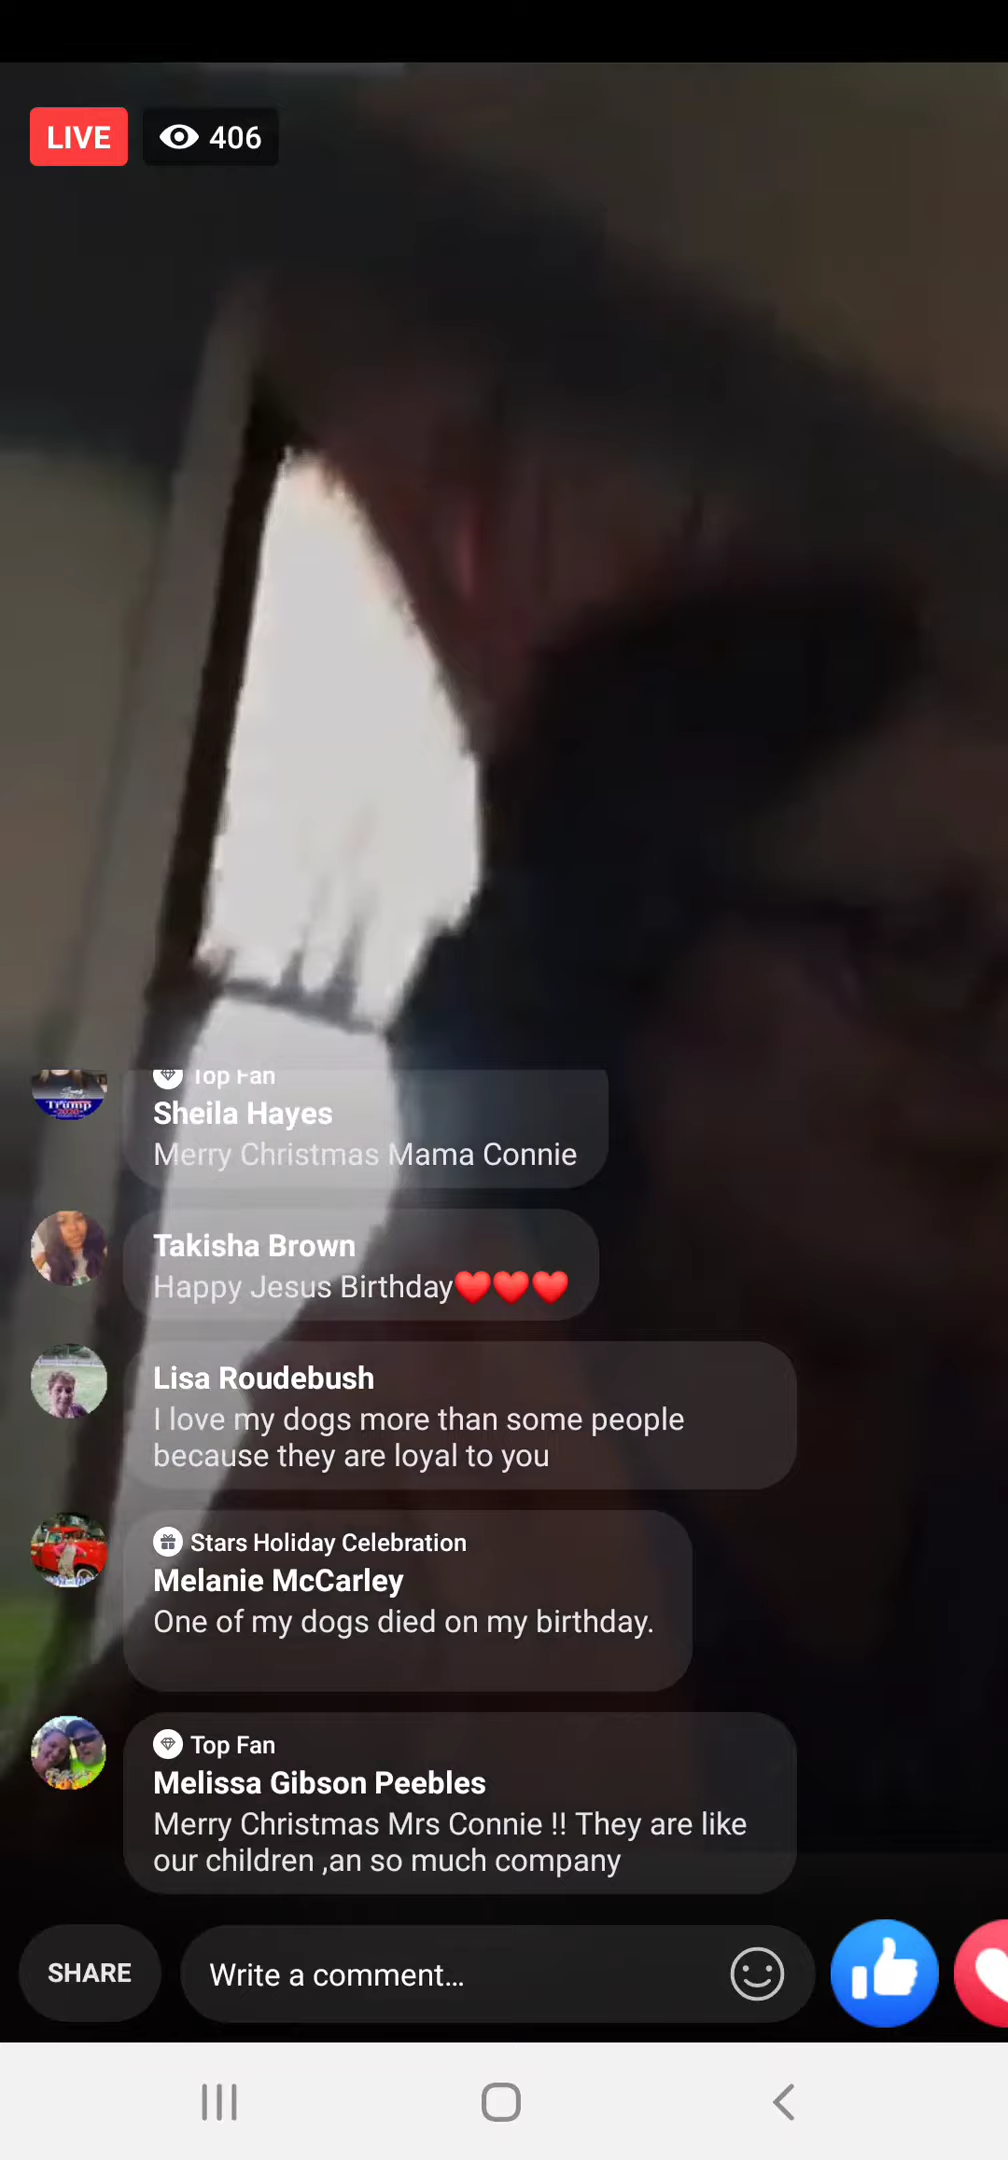 LIVE 406
Trump
2020
Top Fan
Sheila Hayes
Merry Christmas Mama Connie
Takisha Brown
Happy Jesus Birthday❤️❤️❤️
Lisa Roudebush
I love my dogs more than some people
because they are loyal to you
Stars Holiday Celebration
Melanie McCarley
One of my dogs died on my birthday.
Top Fan
Melissa Gibson Peebles
Merry Christmas Mrs Connie !! They are like
our children ,an so much company
SHARE
Write a comment...